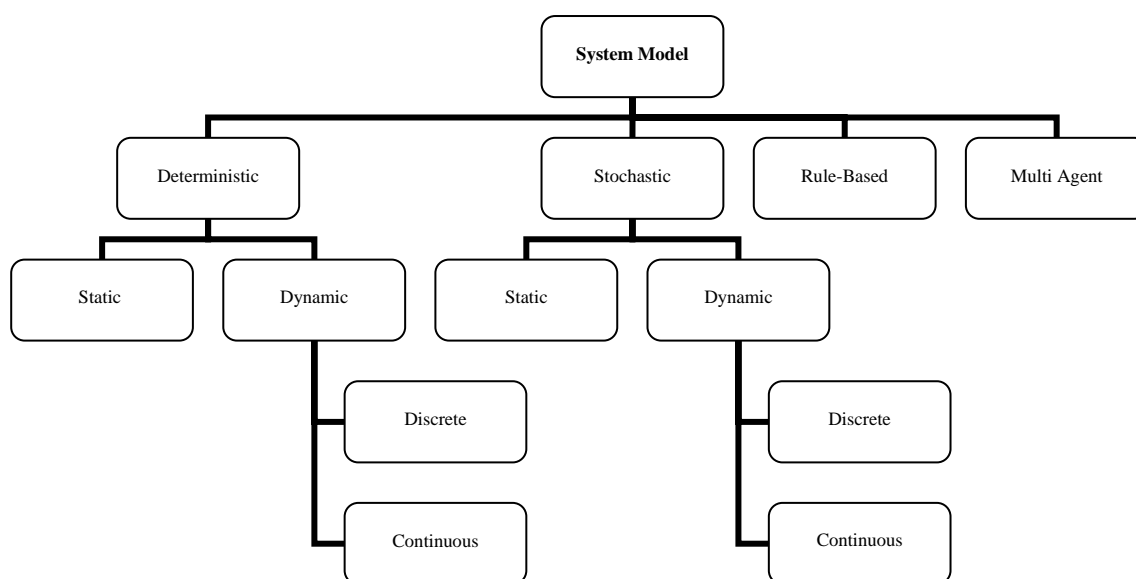 System Model
Deterministic
Stochastic
Rule-Based
Multi Agent
Static
Dynamic
Static
Dynamic
Discrete
Discrete
Continuous
Continuous